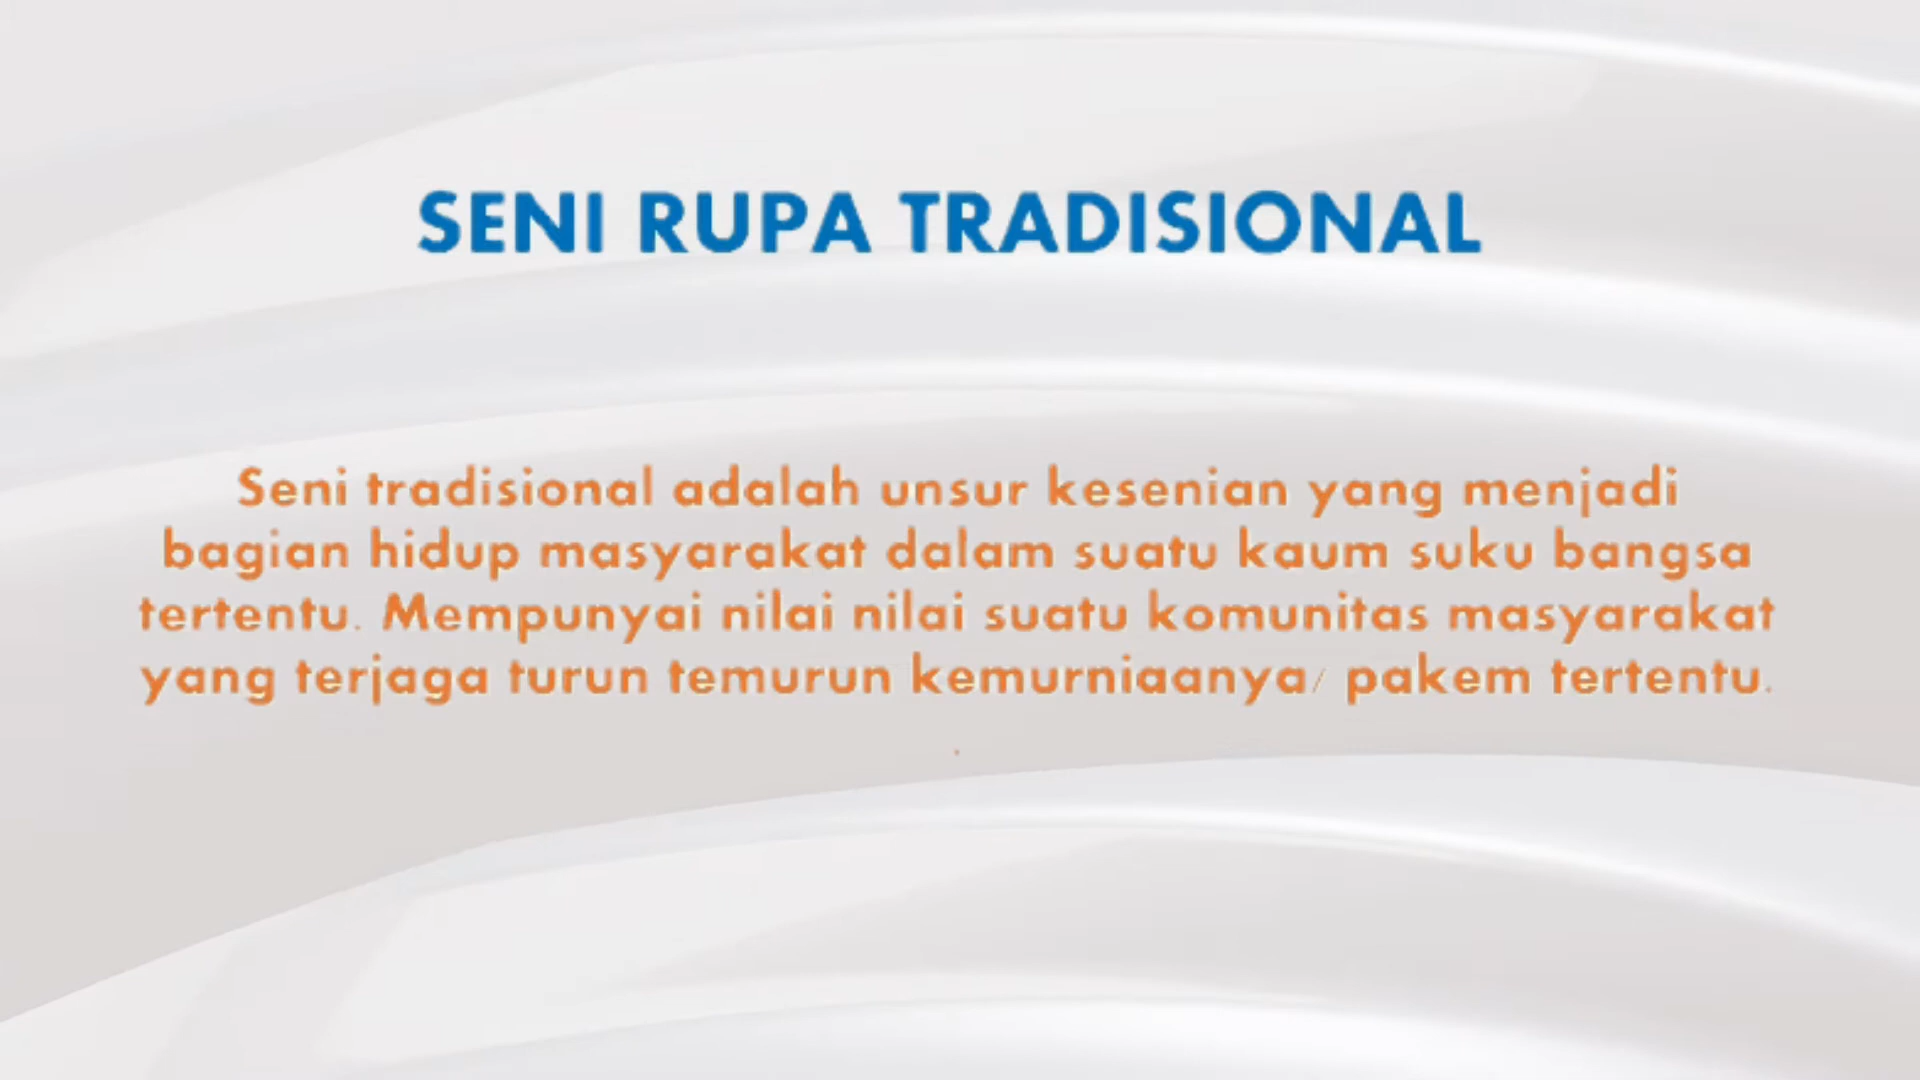 SENI RUPA TRADISIONAL
Seni tradisional adalah unsur kesenian yang menjadi
bagian hidup masyarakat dalam suatu kaum suku bangsa
tertentu. Mempunyai nilai nilai suatu komunitas masyarakat
yang terjaga turun temurun kemurniaanya/ pakem tertentu.
.